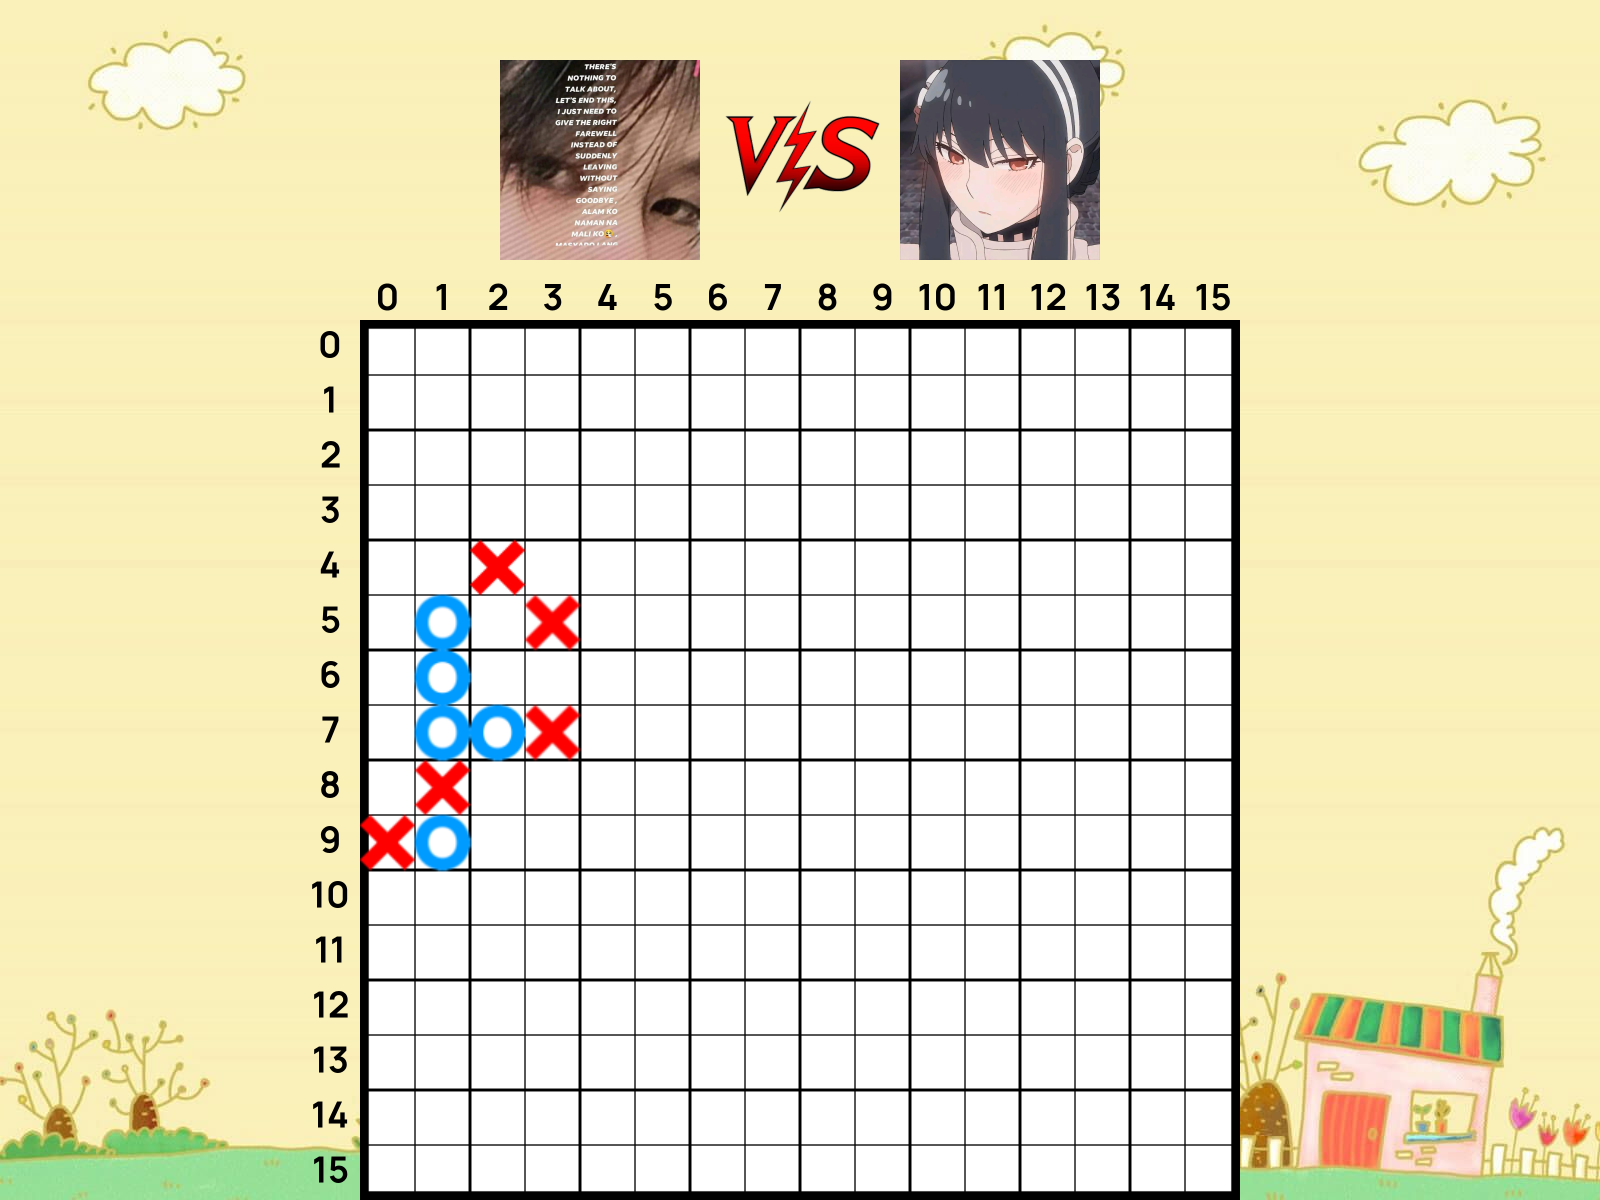 THERE'S
NOTHING TO
TALK ABOUT,
LET'S END THIS,
I JUST NEED TO
GIVE THE RIGHT
FAREWELL
INSTEAD OF
SUDDENLY
LEAVING
WITHOUT
SAYING
GOODBYE,
ALAM KO
NAMAN NA
MALI KO😤,
VS
0 1 2 3 4 5 6 7 8 9 10 11 12 13 14 15
0
1
2
3
4
5
6
7
8
9
10
11
12
13
14
15